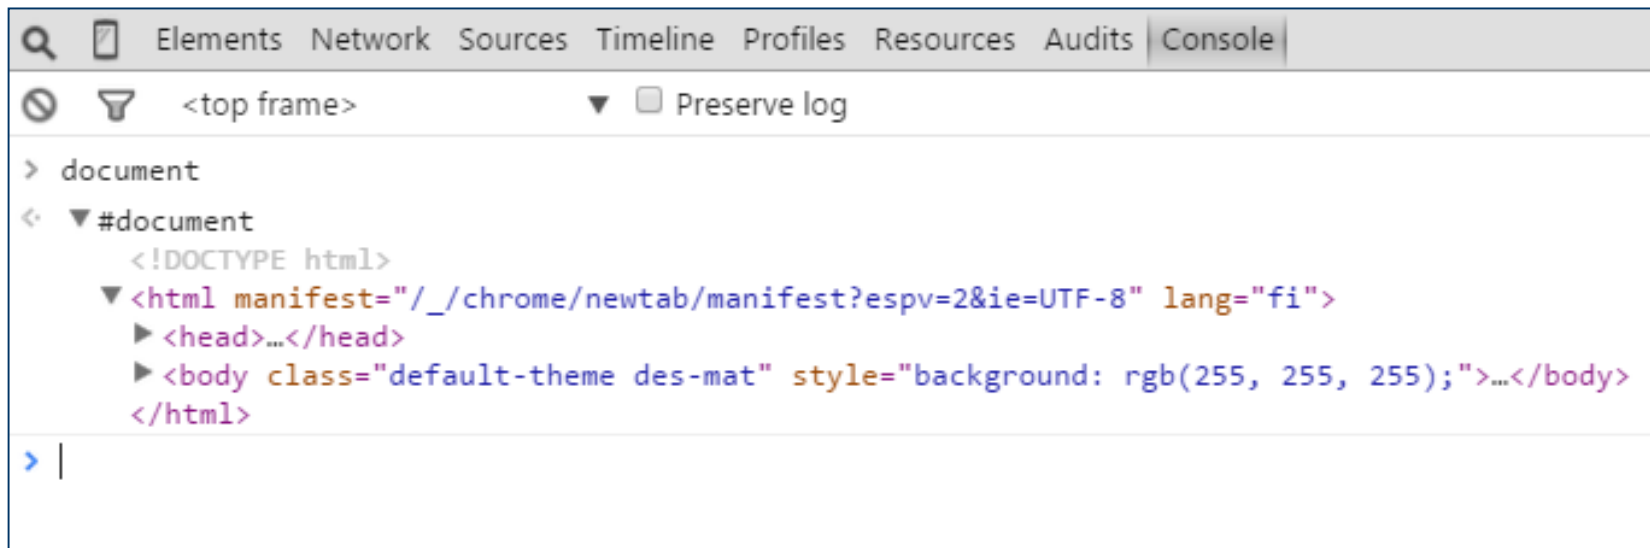 Elements Network Sources Timeline Profiles Resources Audits Console
<top frame> ▼ Preserve log
> document
▼ #document
<!DOCTYPE html>
▼ <html manifest="/_/chrome/newtab/manifest?espv=2&ie=UTF-8" lang="fi">
▶ <head>…</head>
▶ <body class="default-theme des-mat" style="background: rgb(255, 255, 255);">…</body>
</html>
>